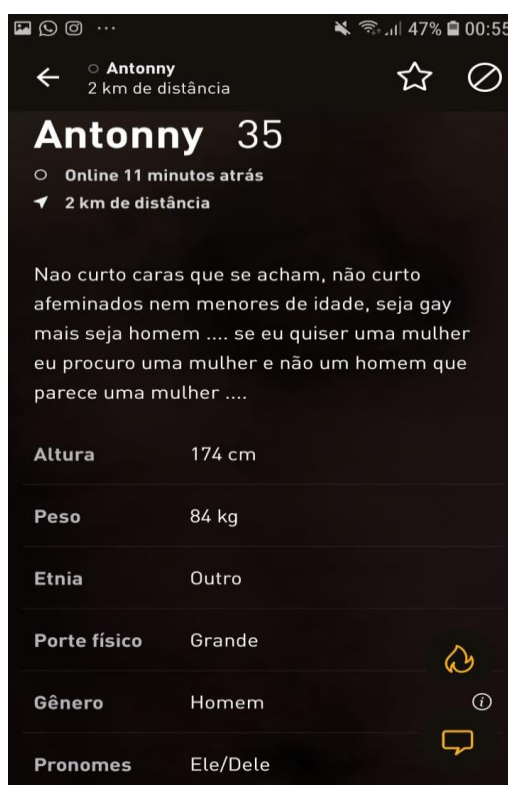 47% 00:55
Antonny
2 km de distância
Antonny 35
Online 11 minutos atrás
2 km de distância
Nao curto caras que se acham, não curto
afeminados nem menores de idade, seja gay
mais seja homem .... se eu quiser uma mulher
eu procuro uma mulher e não um homem que
parece uma mulher ....
Altura 174 cm
Peso 84 kg
Etnia Outro
Porte físico Grande
Gênero Homem
Pronomes Ele/Dele